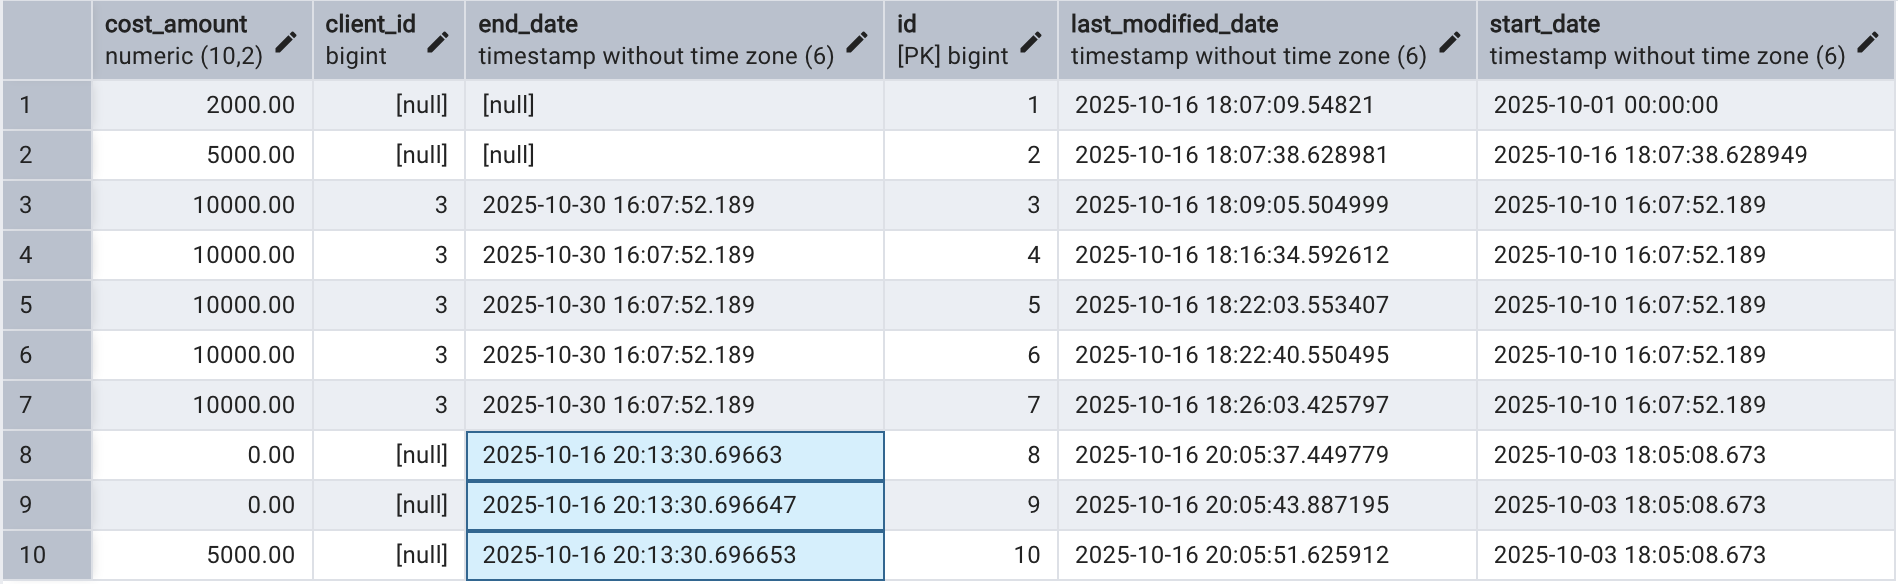 cost_amount client_id end_date id last_modified_date start_date
numeric (10,2) bigint timestamp without time zone (6) [PK] bigint timestamp without time zone (6) timestamp without time zone (6)
1 2000.00 [null] [null] 1 2025-10-16 18:07:09.54821 2025-10-01 00:00:00
2 5000.00 [null] [null] 2 2025-10-16 18:07:38.628981 2025-10-16 18:07:38.628949
3 10000.00 3 2025-10-30 16:07:52.189 3 2025-10-16 18:09:05.504999 2025-10-10 16:07:52.189
4 10000.00 3 2025-10-30 16:07:52.189 4 2025-10-16 18:16:34.592612 2025-10-10 16:07:52.189
5 10000.00 3 2025-10-30 16:07:52.189 5 2025-10-16 18:22:03.553407 2025-10-10 16:07:52.189
6 10000.00 3 2025-10-30 16:07:52.189 6 2025-10-16 18:22:40.550495 2025-10-10 16:07:52.189
7 10000.00 3 2025-10-30 16:07:52.189 7 2025-10-16 18:26:03.425797 2025-10-10 16:07:52.189
8 0.00 [null] 2025-10-16 20:13:30.69663 8 2025-10-16 20:05:37.449779 2025-10-03 18:05:08.673
9 0.00 [null] 2025-10-16 20:13:30.696647 9 2025-10-16 20:05:43.887195 2025-10-03 18:05:08.673
10 5000.00 [null] 2025-10-16 20:13:30.696653 10 2025-10-16 20:05:51.625912 2025-10-03 18:05:08.673